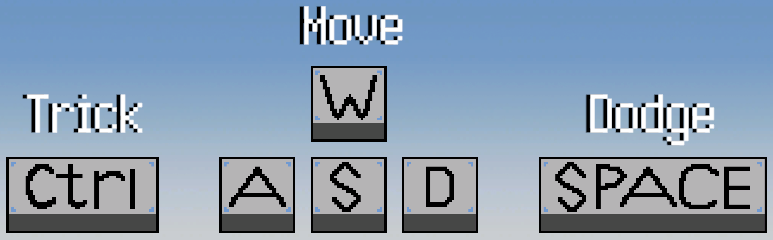 Move
W
Trick
Dodge
Ctrl
A S D
SPACE